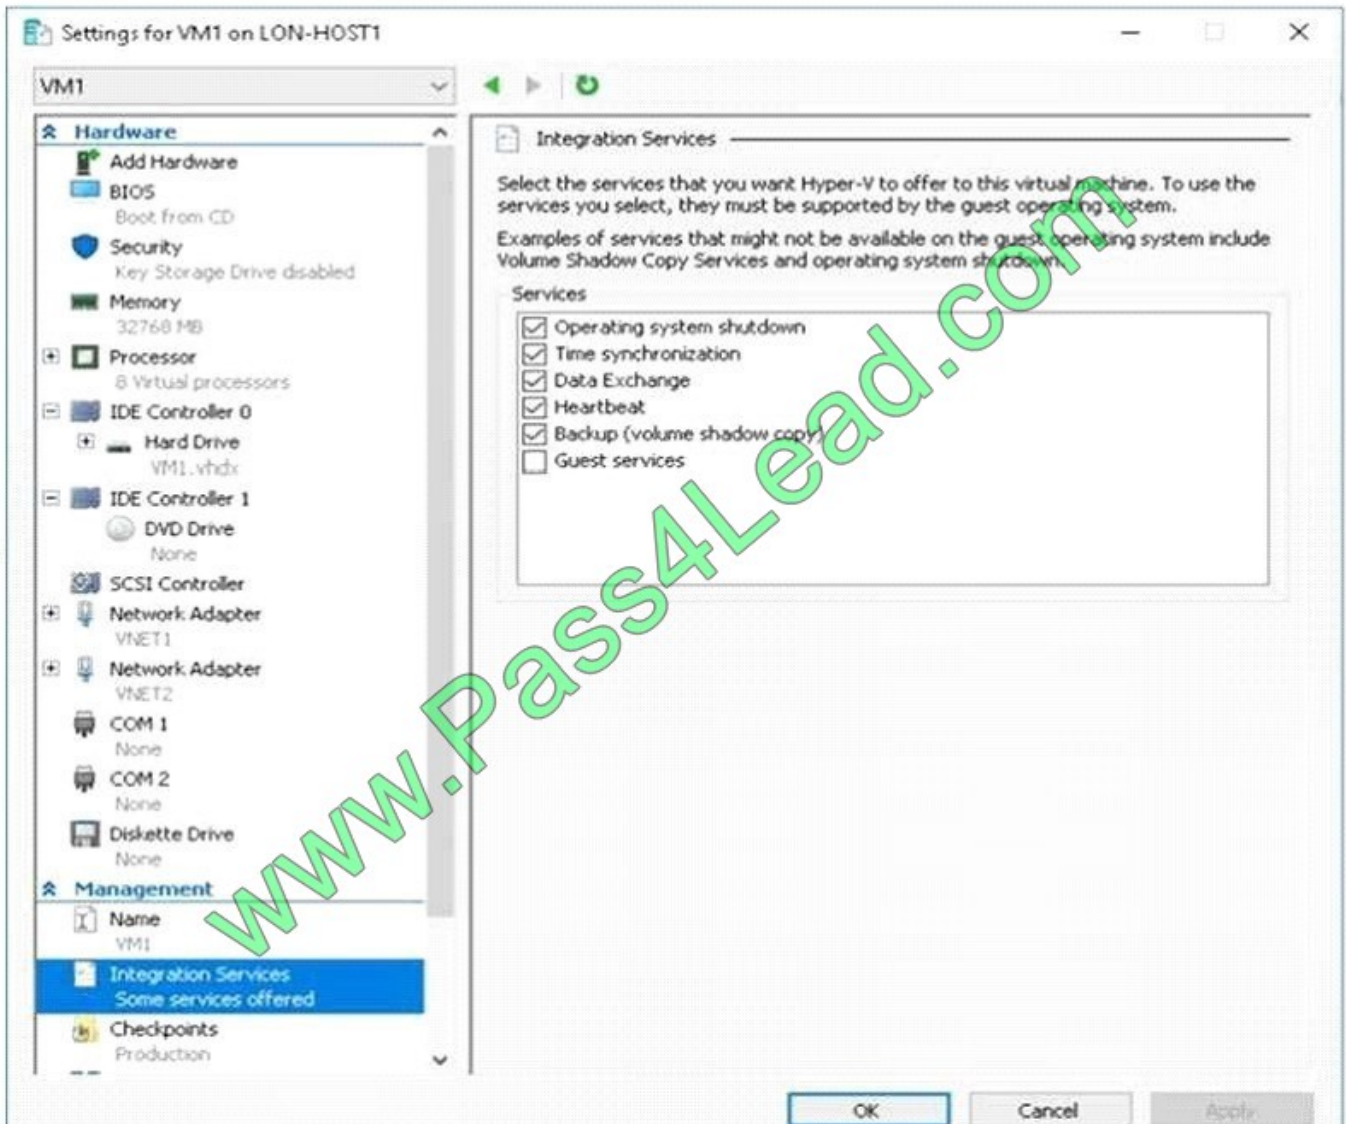 Settings for VM1 on LON-HOST1
VM1
Hardware
Add Hardware
BIOS
Boot from CD
Security
Key Storage Drive disabled
Memory
32768 MB
Processor
8 Virtual processors
IDE Controller 0
Hard Drive
VM1.vhdx
IDE Controller 1
DVD Drive
None
SCSI Controller
Network Adapter
VNET1
Network Adapter
VNET2
COM 1
None
COM 2
None
Diskette Drive
None
Management
Name
VM1
Integration Services
Some services offered
Checkpoints
Production
Integration Services
Select the services that you want Hyper-V to offer to this virtual machine. To use the
services you select, they must be supported by the guest operating system.
Examples of services that might not be available on the guest operating system include
Volume Shadow Copy Services and operating system shutdown.
Services
Operating system shutdown
Time synchronization
Data Exchange
Heartbeat
Backup (volume shadow copy)
Guest services
www.Pass4Lead.com
OK
Cancel
Apply